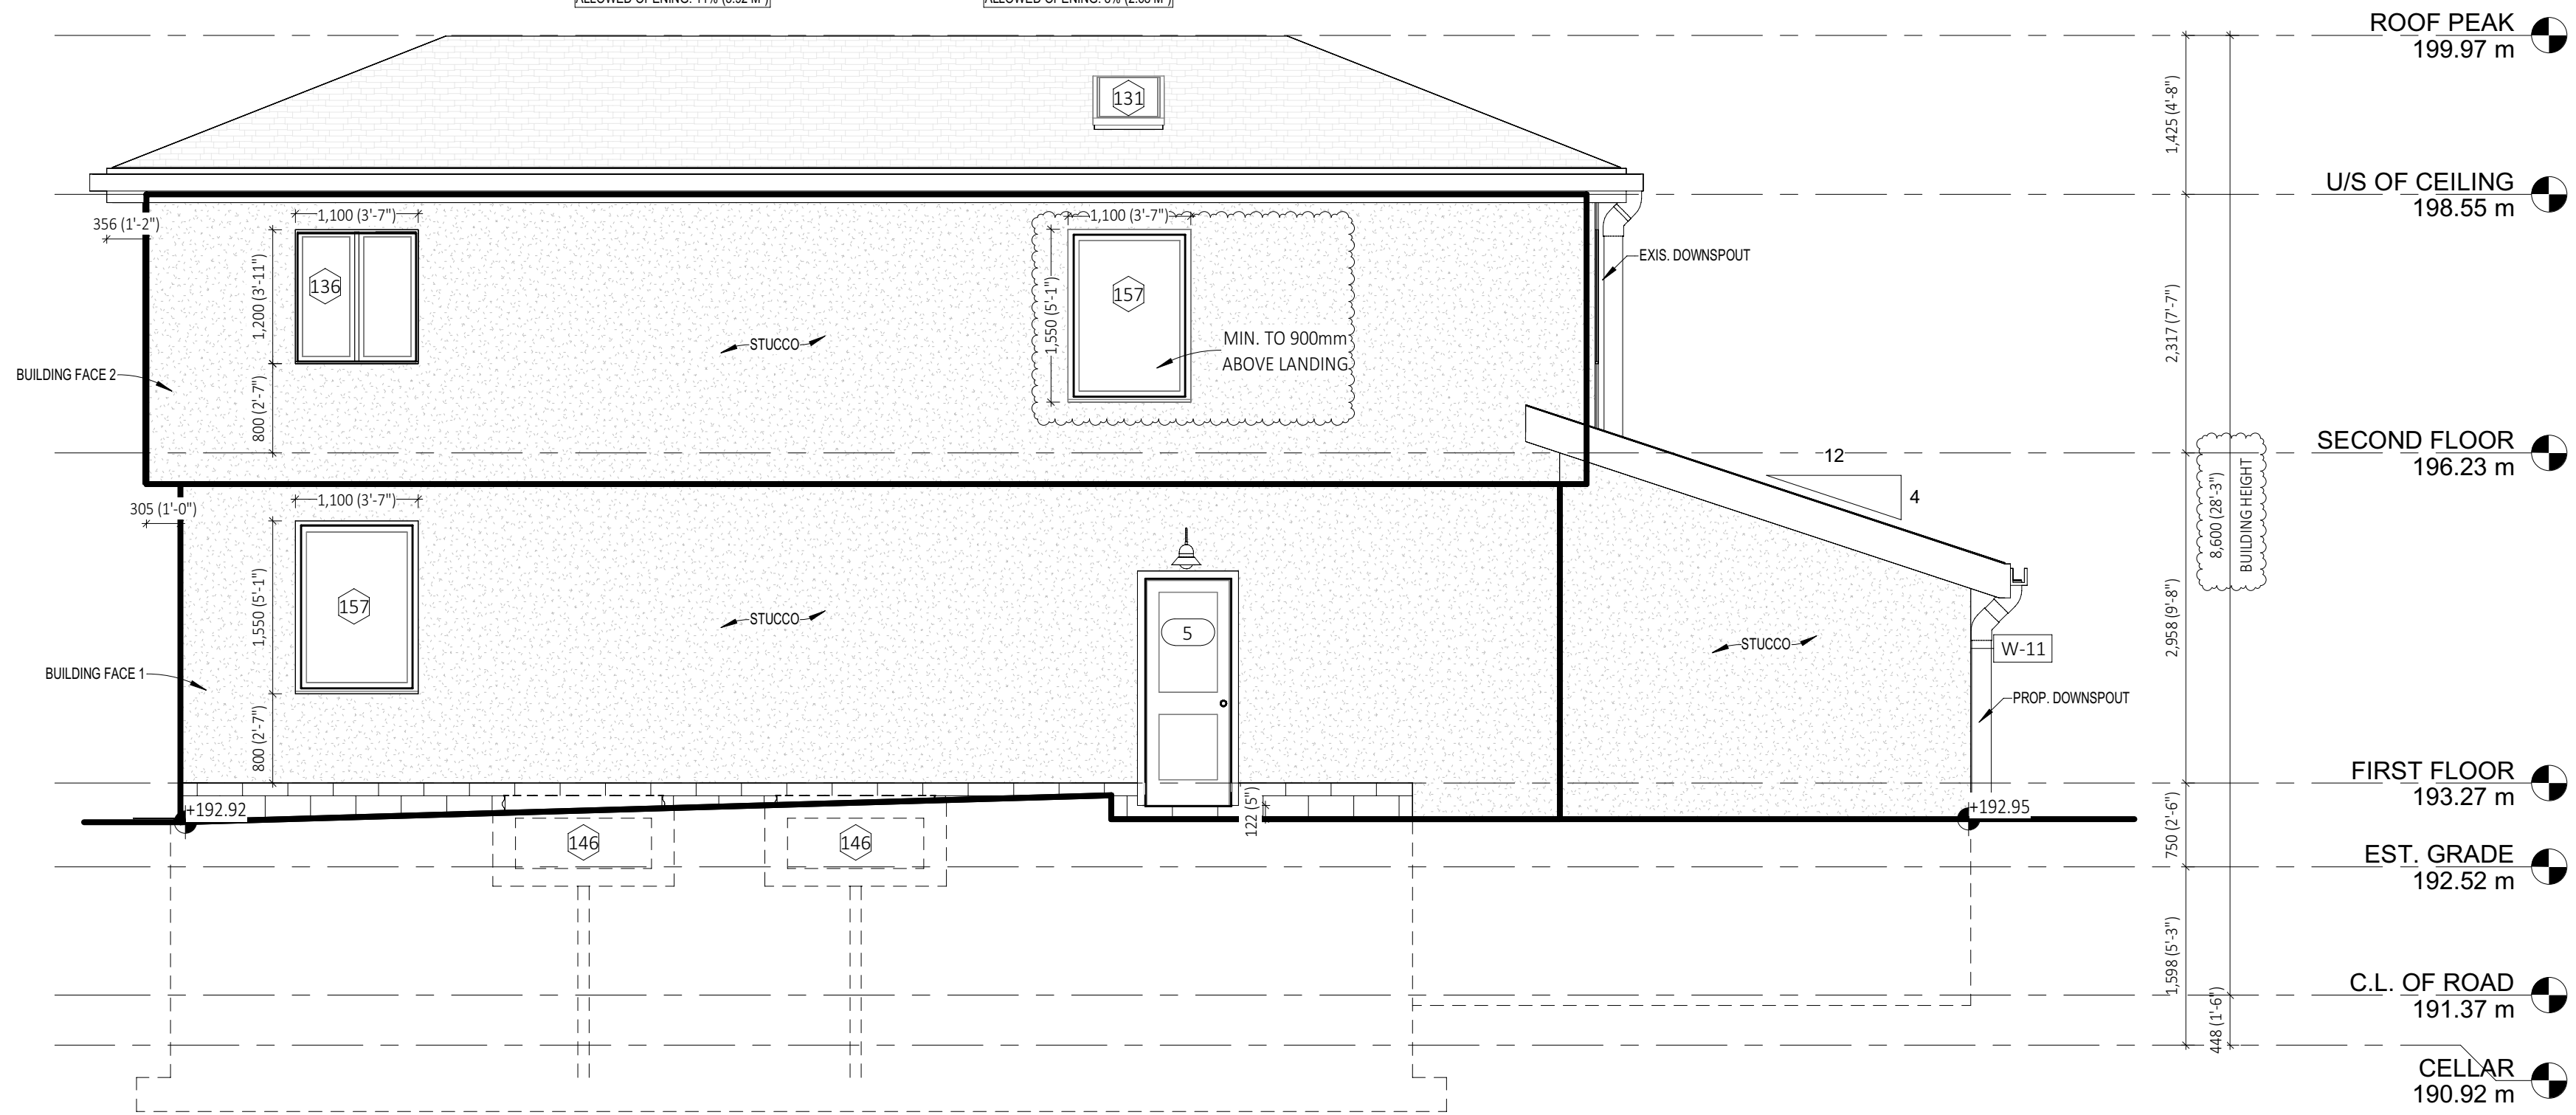 ROOF PEAK
199.97 m
1,425 (4'-8")
131
U/S OF CEILING
198.55 m
356 (1'-2")
1,100 (3'-7")
1,100 (3'-7")
EXIS. DOWNSPOUT
136
1,200 (3'-11")
1,550 (5'-1")
157
2,317 (7'-7")
STUCCO
MIN. TO 900mm
ABOVE LANDING
BUILDING FACE 2
800 (2'-7")
SECOND FLOOR
196.23 m
12
4
8,600 (28'-3")
BUILDING HEIGHT
305 (1'-0")
1,100 (3'-7")
1,550 (5'-1")
157
STUCCO
5
STUCCO
W-11
2,958 (9'-8")
BUILDING FACE 1
PROP. DOWNSPOUT
800 (2'-7")
FIRST FLOOR
193.27 m
+192.92
122 (5")
+192.95
750 (2'-6")
146
146
EST. GRADE
192.52 m
1,598 (5'-3")
C.L. OF ROAD
191.37 m
448 (1'-6")
CELLAR
190.92 m